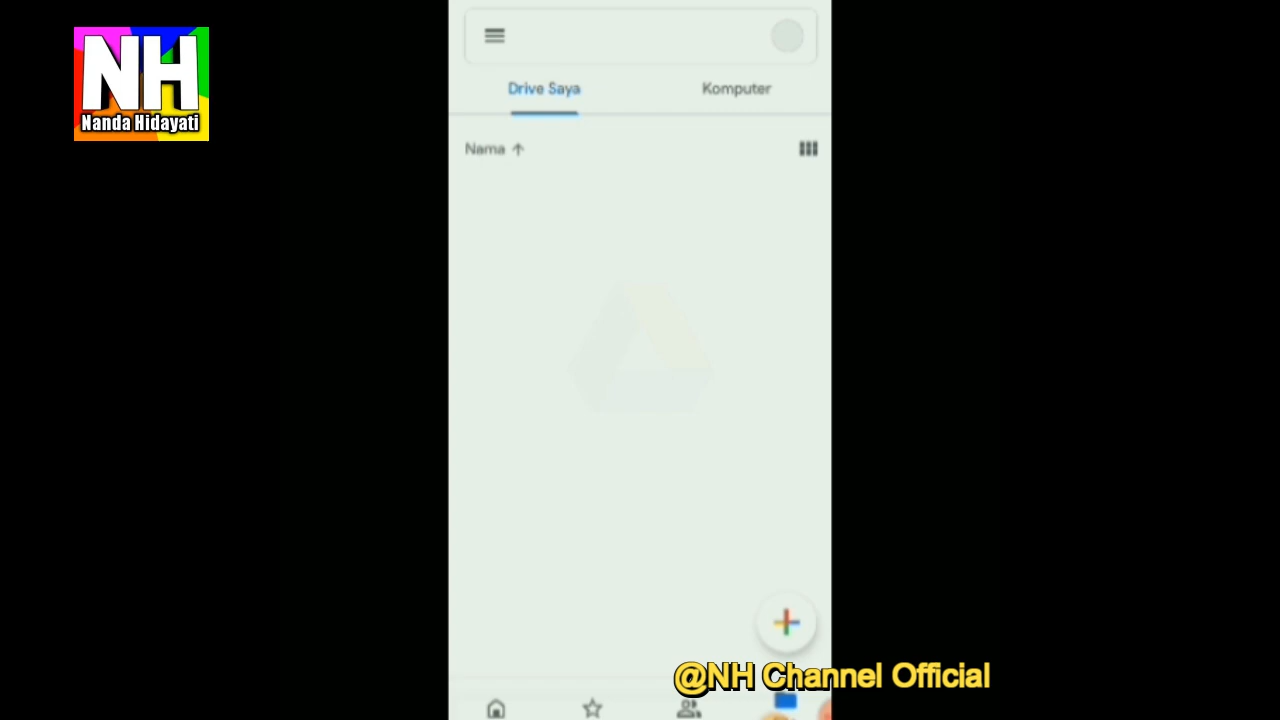 NH
Nanda Hidayati
Drive Saya
Komputer
Nama
@NH Channel Official